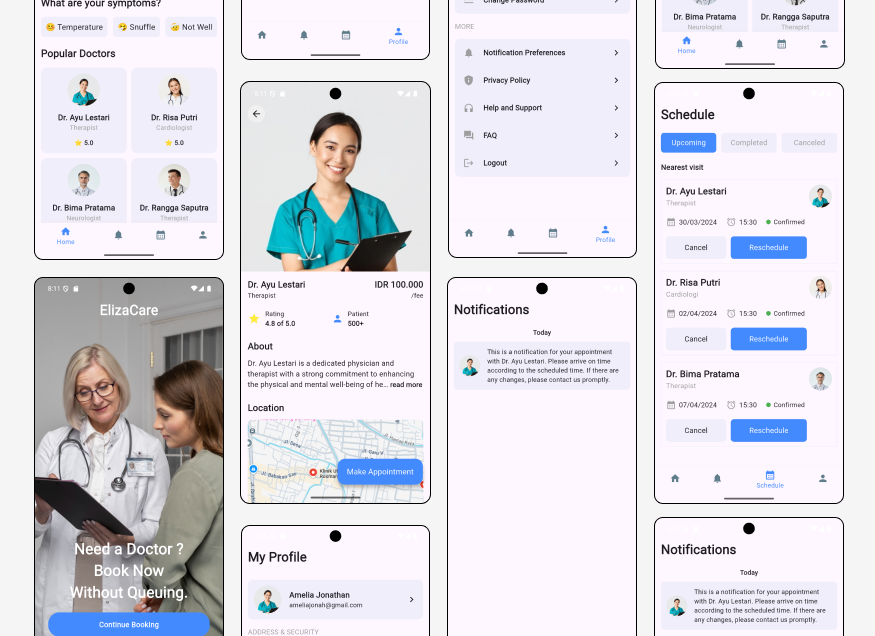 What are your symptoms?
Temperature
Snuffle
Not Well
Popular Doctors
Dr. Ayu Lestari
Therapist
5.0
Dr. Risa Putri
Cardiologist
5.0
Dr. Bima Pratama
Neurologist
Dr. Rangga Saputra
Therapist
Home
8:11
ElizaCare
Need a Doctor ?
Book Now
Without Queuing.
Continue Booking
Profile
8:11
Dr. Ayu Lestari
IDR 100.000
Therapist
/fee
Rating
4.8 of 5.0
Patient
500+
About
Dr. Ayu Lestari is a dedicated physician and
therapist with a strong commitment to enhancing
the physical and mental well-being of he... read more
Location
Make Appointment
My Profile
Amelia Jonathan
ameliajonah@gmail.com
ADDRESS & SECURITY
Change Password
MORE
Notification Preferences
Privacy Policy
Help and Support
FAQ
Logout
Profile
Notifications
Today
This is a notification for your appointment
with Dr. Ayu Lestari. Please arrive on time
according to the scheduled time. If there are
any changes, please contact us promptly.
Dr. Bima Pratama
Neurologist
Dr. Rangga Saputra
Therapist
Home
Schedule
Upcoming
Completed
Canceled
Nearest visit
Dr. Ayu Lestari
Therapist
30/03/2024
15:30
Confirmed
Cancel
Reschedule
Dr. Risa Putri
Cardiologi
02/04/2024
15:30
Confirmed
Cancel
Reschedule
Dr. Bima Pratama
Therapist
07/04/2024
15:30
Confirmed
Cancel
Reschedule
Schedule
Notifications
Today
This is a notification for your appointment
with Dr. Ayu Lestari. Please arrive on time
according to the scheduled time. If there are
any changes, please contact us promptly.